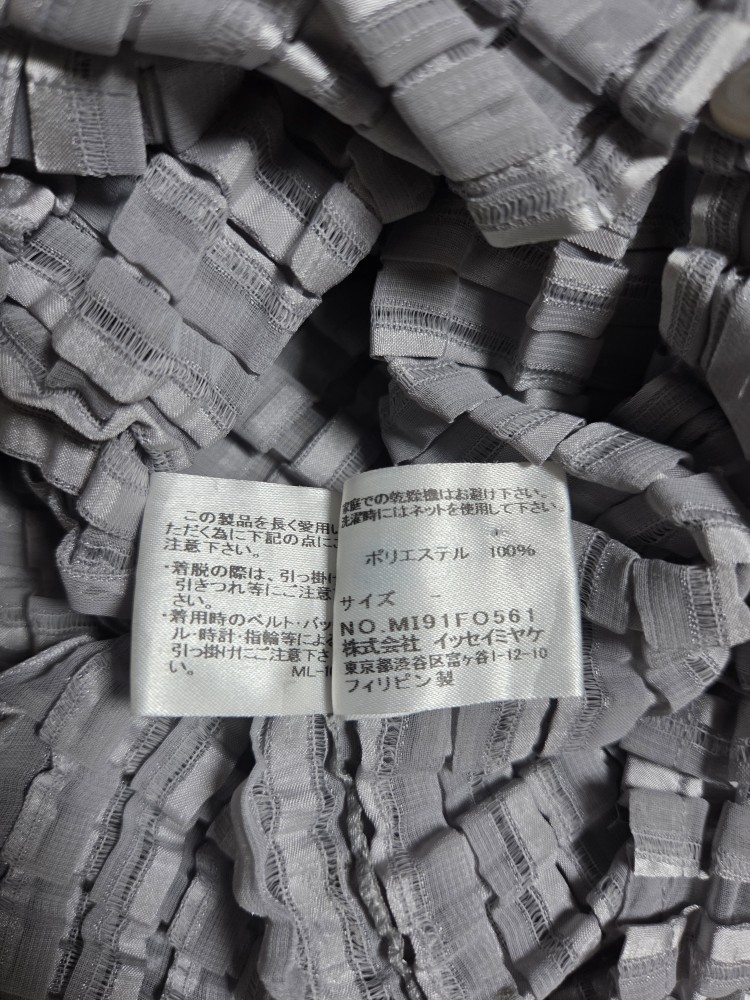 この製品を長く愛用し
ただく為に下記の点にご
注意下さい。
・着脱の際は、引っ掛け
引きつれ等にご注意
さい。
・着用時のベルト・バッ
ル・時計・指輪等による
引っ掛けにご注意下さ
い。
ML-10
家庭での乾燥機はお避け下さい。
洗濯時にはネットを使用して下さい。
ポリエステル 100%
サイズ -
NO.MI91FO561
株式会社 イッセイミヤケ
東京都渋谷区富ヶ谷1-12-10
フィリピン製